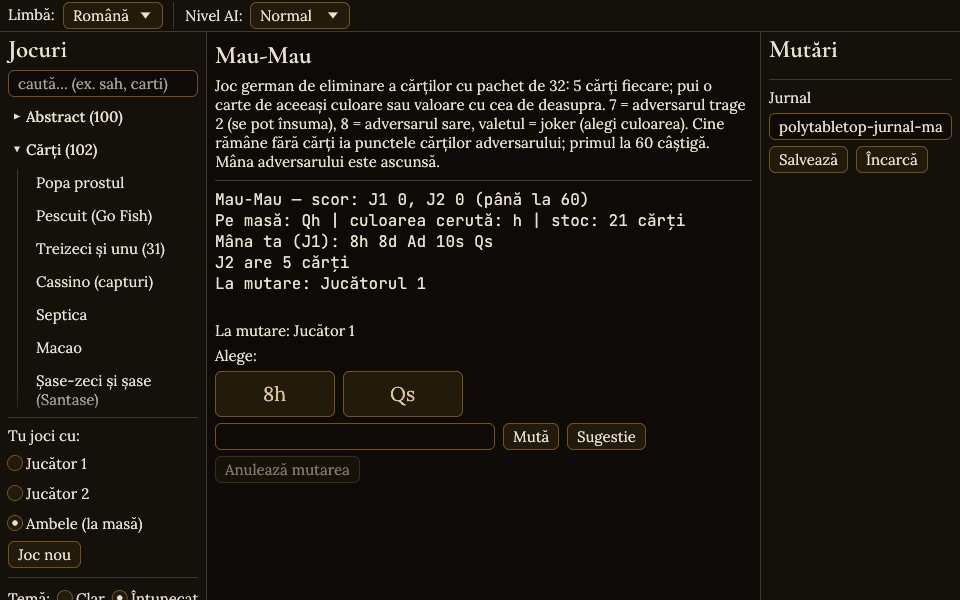 Limbă: Română ▼ Nivel AI: Normal ▼
Jocuri
caută... (ex. sah, carti)
▸ Abstract (100)
▾ Cărți (102)
Popa prostul
Pescuit (Go Fish)
Treizeci și unu (31)
Cassino (capturi)
Septica
Macao
Șase-zeci și șase
(Santase)
Tu joci cu:
Jucător 1
Jucător 2
Ambele (la masă)
Joc nou
Temă: Clar Întunecat
Mau-Mau
Joc german de eliminare a cărților cu pachet de 32: 5 cărți fiecare; pui o
carte de aceeași culoare sau valoare cu cea de deasupra. 7 = adversarul trage
2 (se pot însuma), 8 = adversarul sare, valetul = joker (alegi culoarea). Cine
rămâne fără cărți ia punctele cărților adversarului; primul la 60 câștigă.
Mâna adversarului este ascunsă.
Mau-Mau — scor: J1 0, J2 0 (până la 60)
Pe masă: Qh | culoarea cerută: h | stoc: 21 cărți
Mâna ta (J1): 8h 8d Ad 10s Qs
J2 are 5 cărți
La mutare: Jucătorul 1
La mutare: Jucător 1
Alege:
8h Qs
Mută Sugestie
Anulează mutarea
Mutări
Jurnal
polytabletop-jurnal-ma
Salvează Încarcă